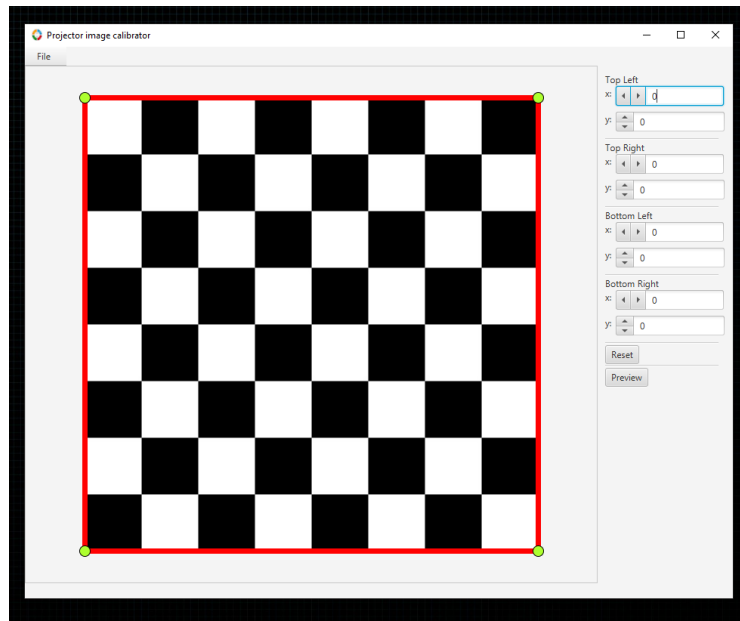 Projector image calibrator
File
Top Left
x: 0
y: 0
Top Right
x: 0
y: 0
Bottom Left
x: 0
y: 0
Bottom Right
x: 0
y: 0
Reset
Preview